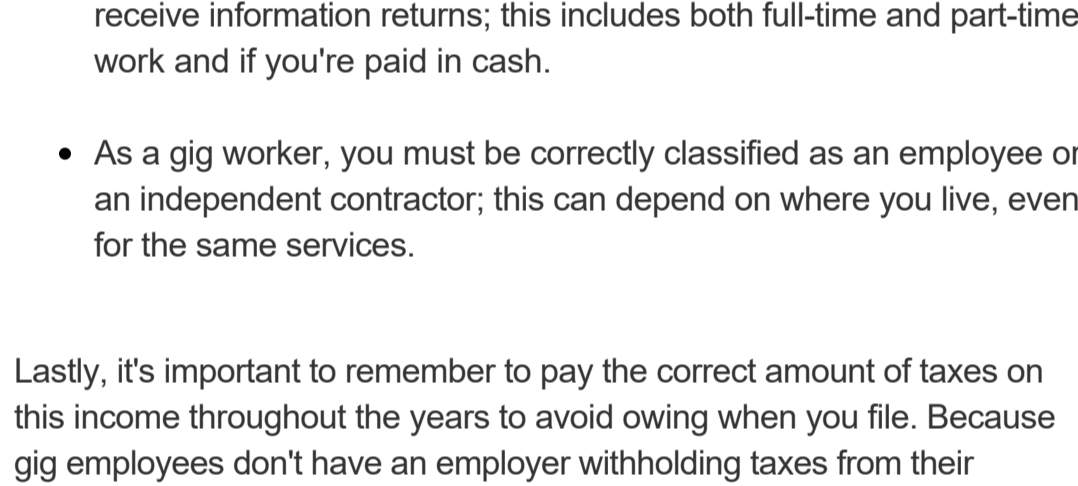 receive information returns; this includes both full-time and part-time
work and if you're paid in cash.
• As a gig worker, you must be correctly classified as an employee or
an independent contractor; this can depend on where you live, even
for the same services.
Lastly, it's important to remember to pay the correct amount of taxes on
this income throughout the years to avoid owing when you file. Because
gig employees don't have an employer withholding taxes from their